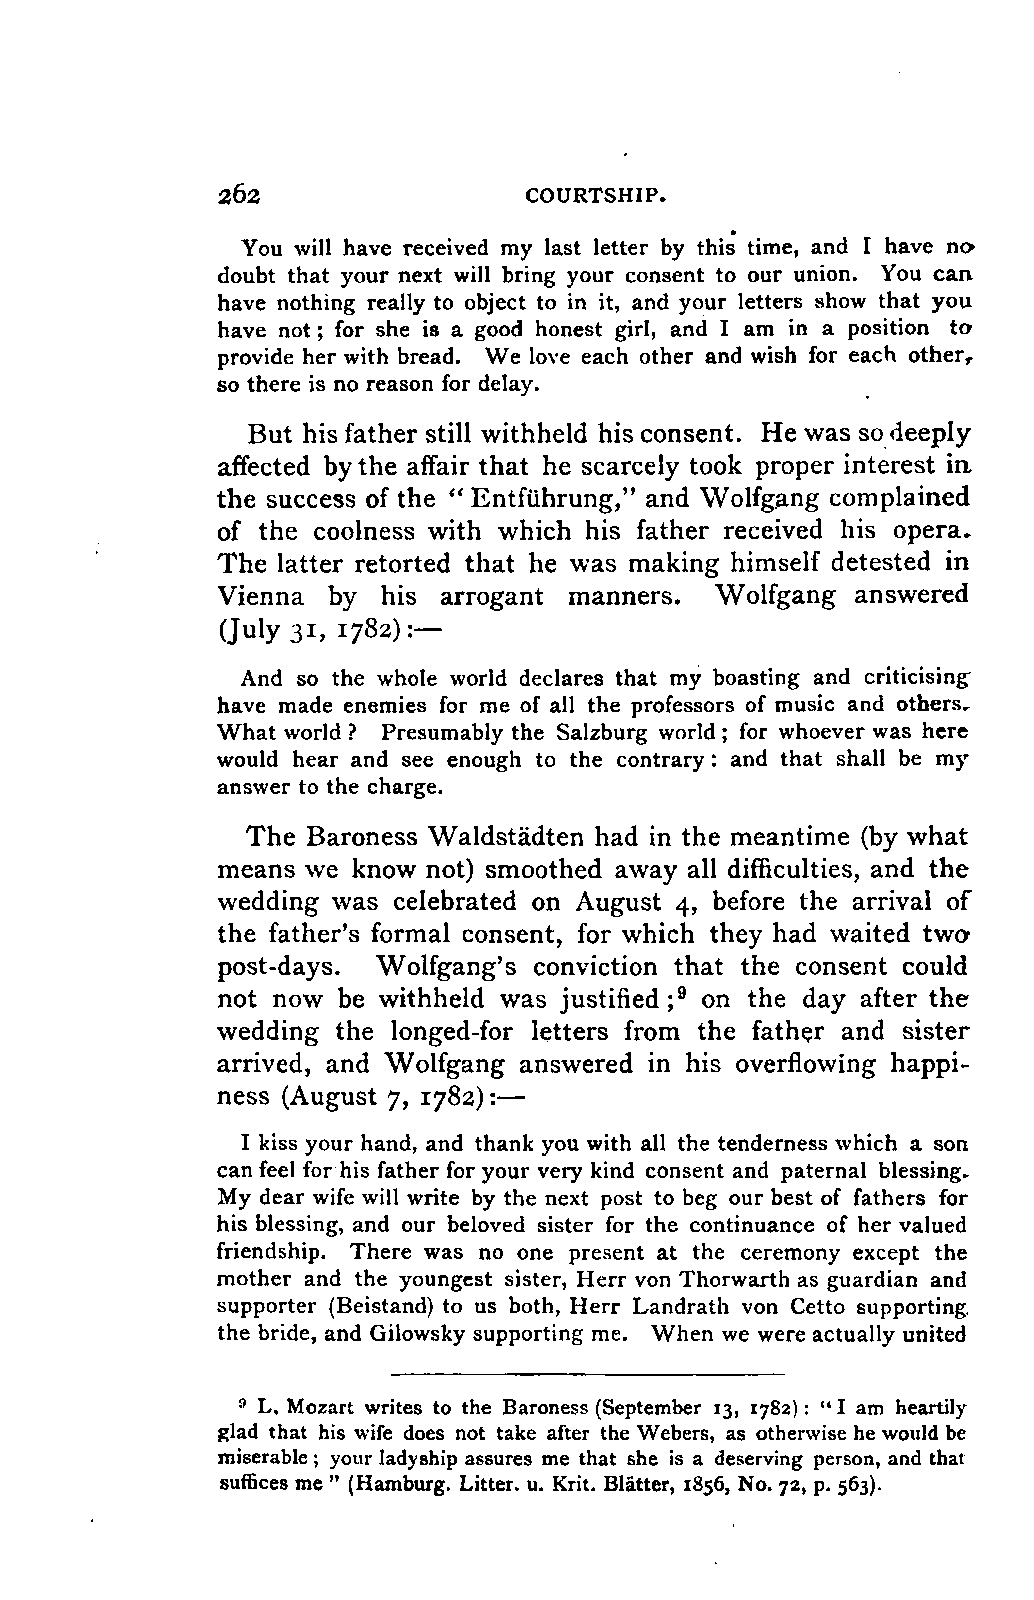 262 COURTSHIP.
You will have received my last letter by this time, and I have no
doubt that your next will bring your consent to our union. You can
have nothing really to object to in it, and your letters show that you
have not; for she is a good honest girl, and I am in a position to
provide her with bread. We love each other and wish for each other,
so there is no reason for delay.
But his father still withheld his consent. He was so deeply
affected by the affair that he scarcely took proper interest in
the success of the “Entführung,” and Wolfgang complained
of the coolness with which his father received his opera.
The latter retorted that he was making himself detested in
Vienna by his arrogant manners. Wolfgang answered
(July 31, 1782):—
And so the whole world declares that my boasting and criticising
have made enemies for me of all the professors of music and others.
What world? Presumably the Salzburg world; for whoever was here
would hear and see enough to the contrary: and that shall be my
answer to the charge.
The Baroness Waldstädten had in the meantime (by what
means we know not) smoothed away all difficulties, and the
wedding was celebrated on August 4, before the arrival of
the father's formal consent, for which they had waited two
post-days. Wolfgang's conviction that the consent could
not now be withheld was justified;⁹ on the day after the
wedding the longed-for letters from the father and sister
arrived, and Wolfgang answered in his overflowing happi-
ness (August 7, 1782):—
I kiss your hand, and thank you with all the tenderness which a son
can feel for his father for your very kind consent and paternal blessing.
My dear wife will write by the next post to beg our best of fathers for
his blessing, and our beloved sister for the continuance of her valued
friendship. There was no one present at the ceremony except the
mother and the youngest sister, Herr von Thorwarth as guardian and
supporter (Beistand) to us both, Herr Landrath von Cetto supporting
the bride, and Gilowsky supporting me. When we were actually united
⁹ L. Mozart writes to the Baroness (September 13, 1782): “I am heartily
glad that his wife does not take after the Webers, as otherwise he would be
miserable; your ladyship assures me that she is a deserving person, and that
suffices me” (Hamburg. Litter. u. Krit. Blätter, 1856, No. 72, p. 563).